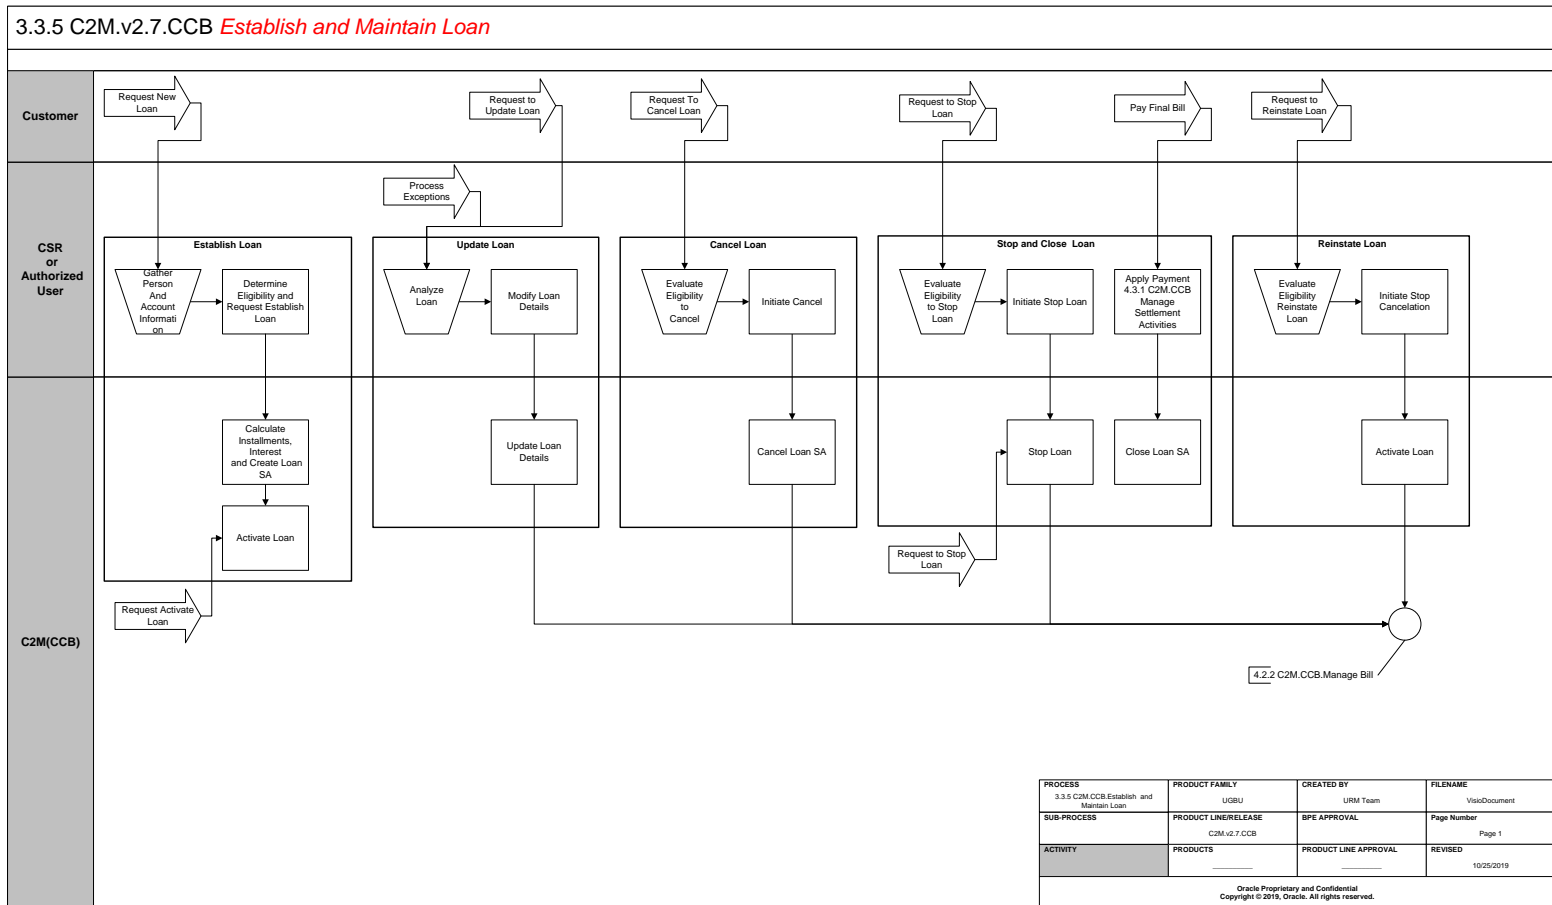 3.3.5 C2M.v2.7.CCB Establish and Maintain Loan
Customer
Request New
Loan
Request to
Update Loan
Request To
Cancel Loan
Request to Stop
Loan
Pay Final Bill
Request to
Reinstate Loan
CSR
or
Authorized
User
Process
Exceptions
Establish Loan
Gather
Person
And
Account
Informati
on
Determine
Eligibility and
Request Establish
Loan
Update Loan
Analyze
Loan
Modify Loan
Details
Cancel Loan
Evaluate
Eligibility
to
Cancel
Initiate Cancel
Stop and Close Loan
Evaluate
Eligibility
to Stop
Loan
Initiate Stop Loan
Apply Payment
4.3.1 C2M.CCB
Manage
Settlement
Activities
Reinstate Loan
Evaluate
Eligibility
Reinstate
Loan
Initiate Stop
Cancelation
C2M(CCB)
Calculate
Installments,
Interest
and Create Loan
SA
Activate Loan
Request Activate
Loan
Update Loan
Details
Cancel Loan SA
Stop Loan
Close Loan SA
Request to Stop
Loan
Activate Loan
4.2.2 C2M.CCB.Manage Bill
PROCESS
3.3.5 C2M.CCB.Establish and
Maintain Loan
PRODUCT FAMILY
UGBU
CREATED BY
URM Team
FILENAME
VisioDocument
SUB-PROCESS
PRODUCT LINE/RELEASE
C2M.v2.7.CCB
BPE APPROVAL
Page Number
Page 1
ACTIVITY
PRODUCTS
PRODUCT LINE APPROVAL
REVISED
10/25/2019
Oracle Proprietary and Confidential
Copyright © 2019, Oracle. All rights reserved.